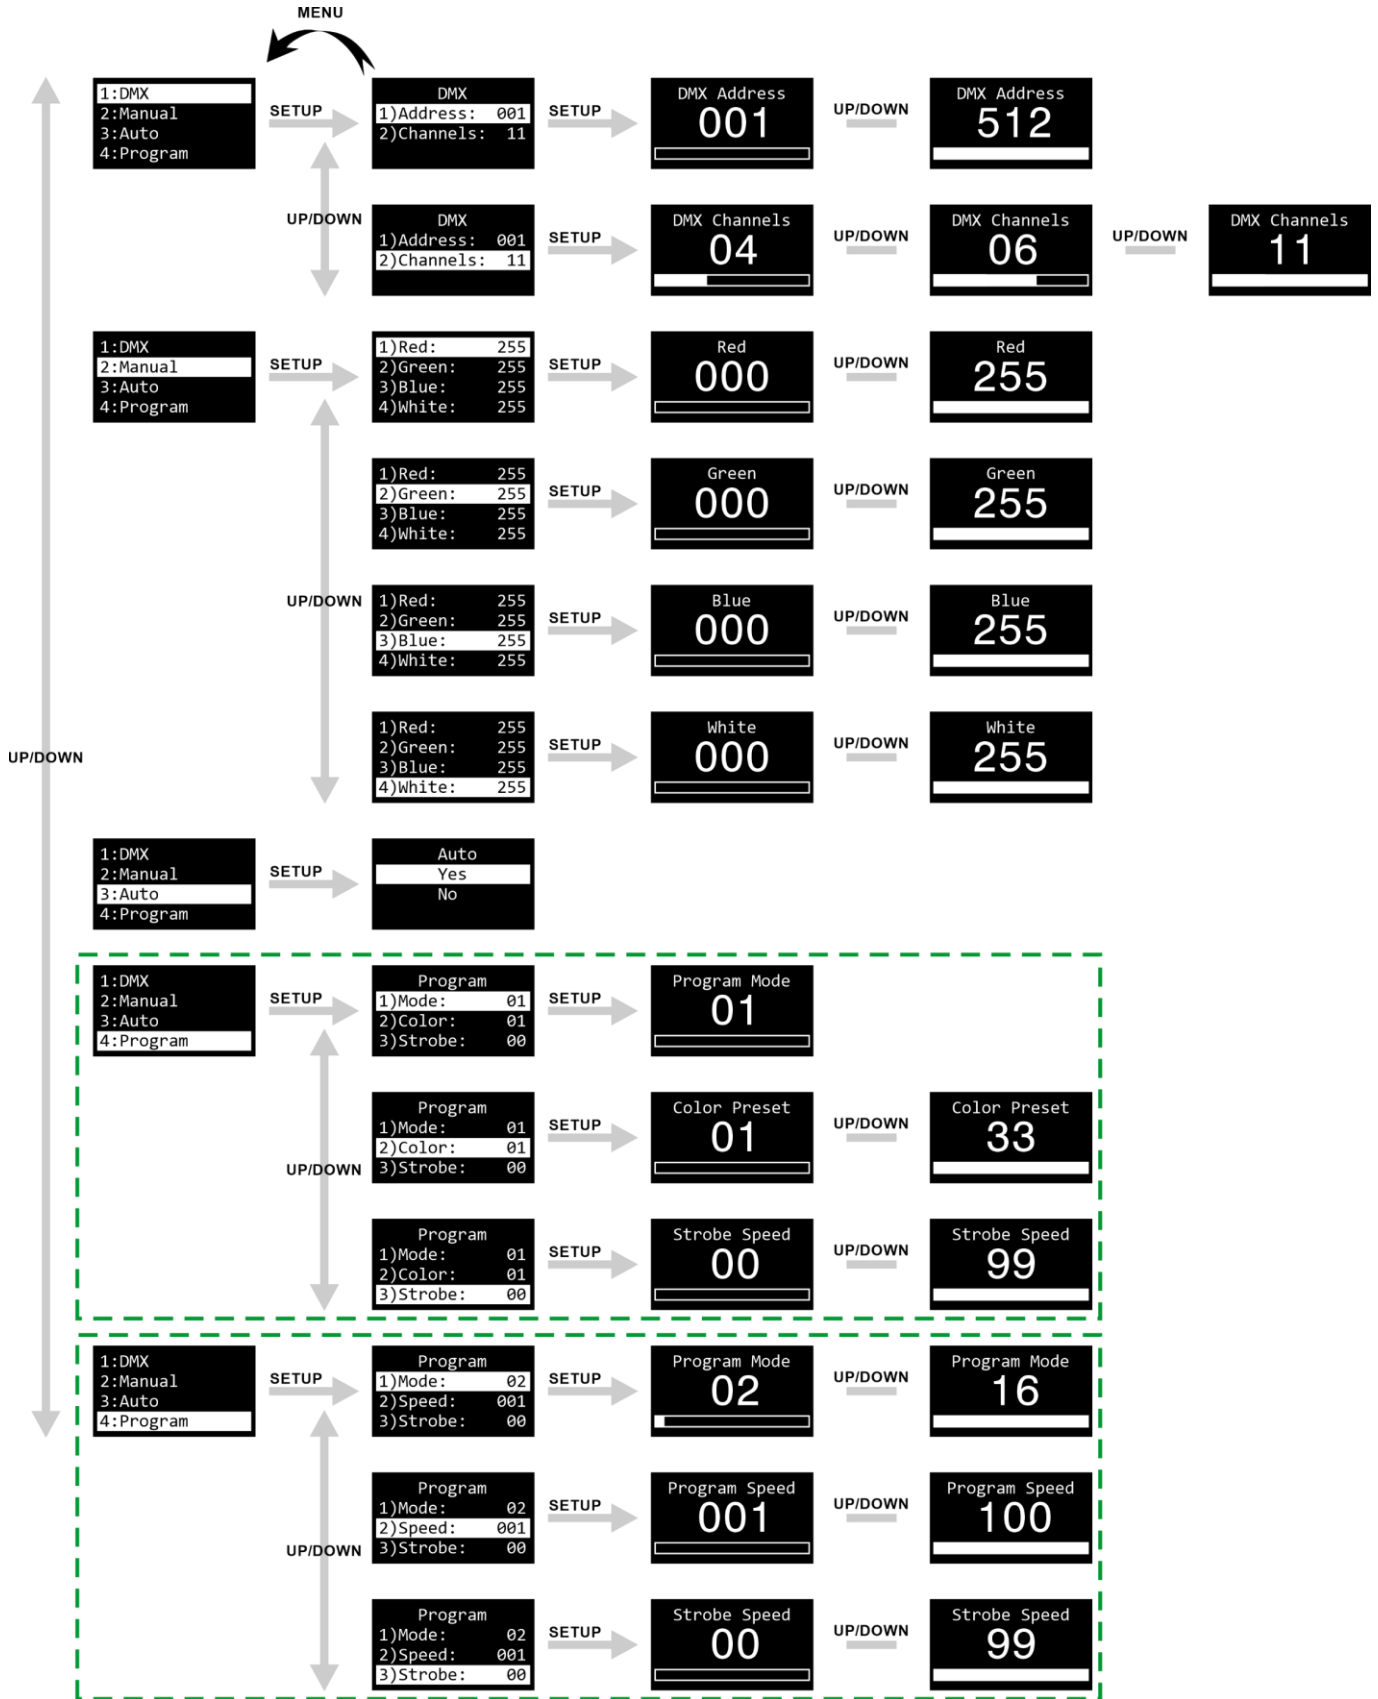 MENU
1:DMX
2:Manual
3:Auto
4:Program
SETUP
DMX
1)Address: 001
2)Channels: 11
SETUP
DMX Address
001
UP/DOWN
DMX Address
512
UP/DOWN
DMX
1)Address: 001
2)Channels: 11
SETUP
DMX Channels
04
UP/DOWN
DMX Channels
06
UP/DOWN
DMX Channels
11
1:DMX
2:Manual
3:Auto
4:Program
SETUP
1)Red: 255
2)Green: 255
3)Blue: 255
4)White: 255
SETUP
Red
000
UP/DOWN
Red
255
1)Red: 255
2)Green: 255
3)Blue: 255
4)White: 255
SETUP
Green
000
UP/DOWN
Green
255
UP/DOWN
1)Red: 255
2)Green: 255
3)Blue: 255
4)White: 255
SETUP
Blue
000
UP/DOWN
Blue
255
1)Red: 255
2)Green: 255
3)Blue: 255
4)White: 255
SETUP
White
000
UP/DOWN
White
255
UP/DOWN
1:DMX
2:Manual
3:Auto
4:Program
SETUP
Auto
Yes
No
1:DMX
2:Manual
3:Auto
4:Program
SETUP
Program
1)Mode: 01
2)Color: 01
3)Strobe: 00
SETUP
Program Mode
01
UP/DOWN
Program
1)Mode: 01
2)Color: 01
3)Strobe: 00
SETUP
Color Preset
01
UP/DOWN
Color Preset
33
Program
1)Mode: 01
2)Color: 01
3)Strobe: 00
SETUP
Strobe Speed
00
UP/DOWN
Strobe Speed
99
1:DMX
2:Manual
3:Auto
4:Program
SETUP
Program
1)Mode: 02
2)Speed: 001
3)Strobe: 00
SETUP
Program Mode
02
UP/DOWN
Program Mode
16
UP/DOWN
Program
1)Mode: 02
2)Speed: 001
3)Strobe: 00
SETUP
Program Speed
001
UP/DOWN
Program Speed
100
Program
1)Mode: 02
2)Speed: 001
3)Strobe: 00
SETUP
Strobe Speed
00
UP/DOWN
Strobe Speed
99